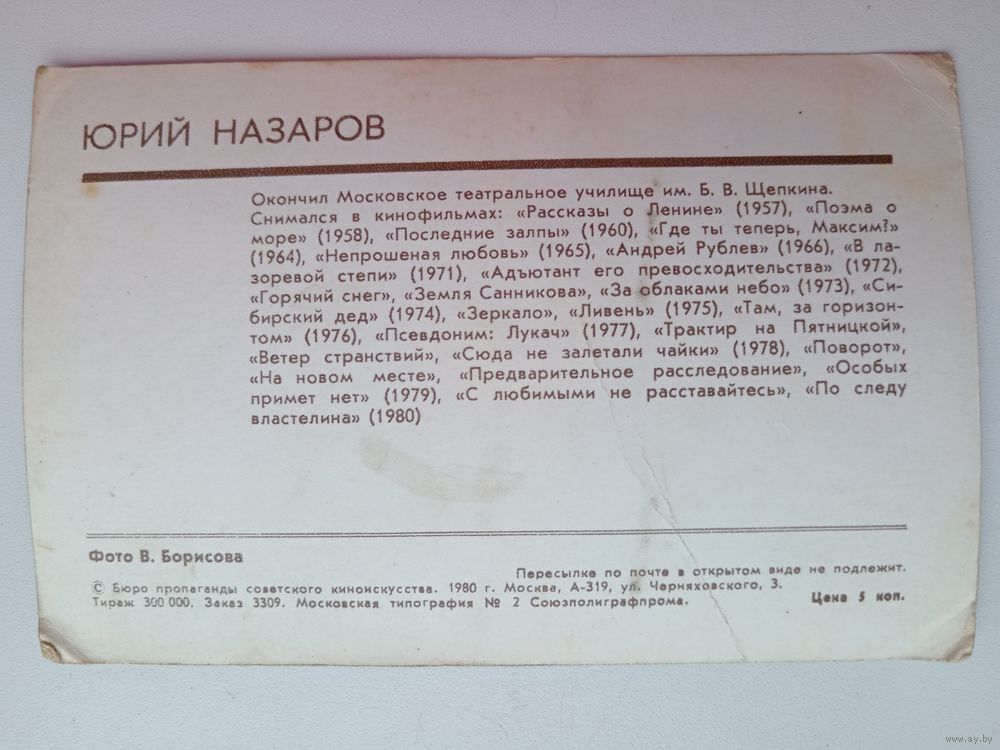 ЮРИЙ НАЗАРОВ
Окончил Московское театральное училище им. Б. В. Щепкина.
Снимался в кинофильмах: «Рассказы о Ленине» (1957), «Поэма о
море» (1958), «Последние залпы» (1960), «Где ты теперь, Максим?»
(1964), «Непрошеная любовь» (1965), «Андрей Рублев» (1966), «В ла-
зоревой степи» (1971), «Адъютант его превосходительства» (1972),
«Горячий снег», «Земля Санникова», «За облаками небо» (1973), «Си-
бирский дед» (1974), «Зеркало», «Ливень» (1975), «Там, за горизон-
том» (1976), «Псевдоним: Лукач» (1977), «Трактир на Пятницкой»,
«Ветер странствий», «Сюда не залетали чайки» (1978), «Поворот»,
«На новом месте», «Предварительное расследование», «Особых
примет нет» (1979), «С любимыми не расставайтесь», «По следу
властелина» (1980)
Фото В. Борисова
Пересылке по почте в открытом виде не подлежит.
© Бюро пропаганды советского киноискусства. 1980 г. Москва, А-319, ул. Черняховского, 3.
Тираж 300 000. Заказ 3309. Московская типография № 2 Союзполиграфпрома.
Цена 5 коп.
www.ay.by